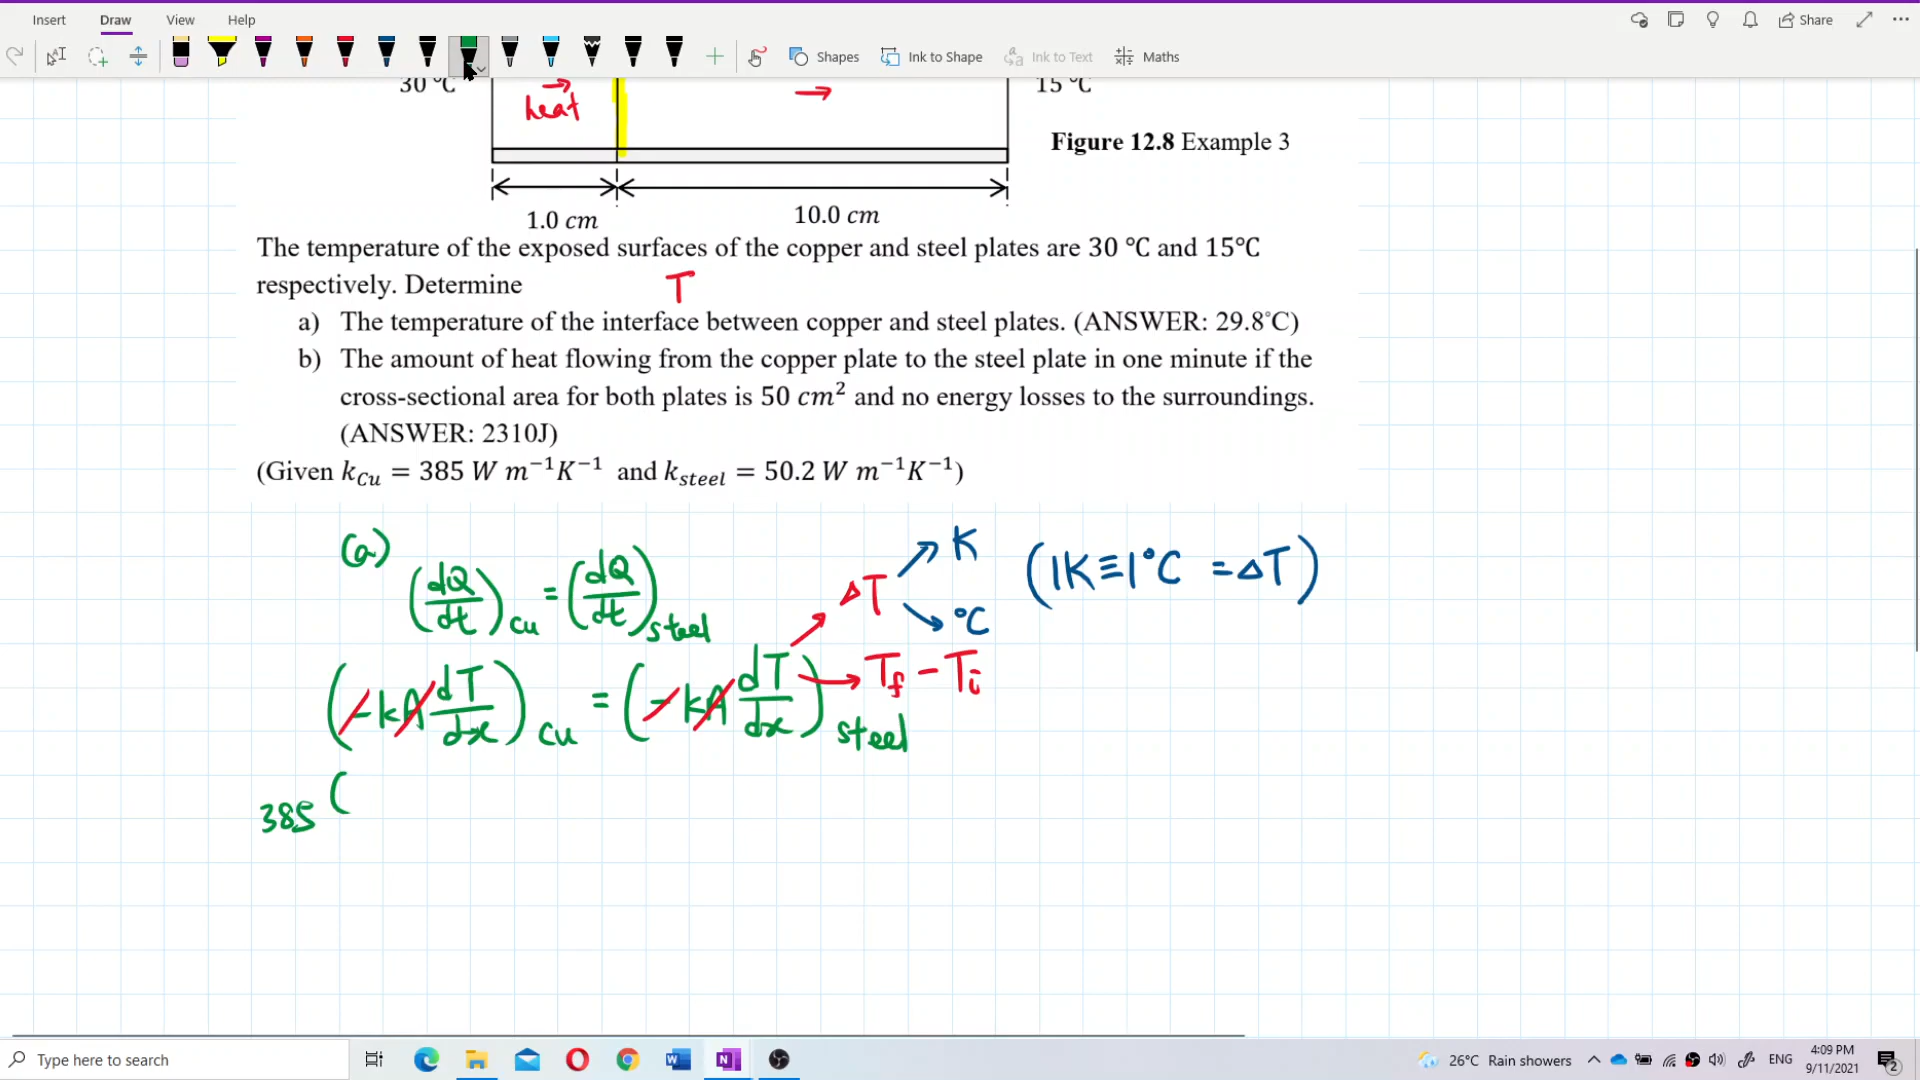 Insert Draw View Help
Share
Shapes Ink to Shape Ink to Text Maths
30 ℃ 15 ℃
heat
Figure 12.8 Example 3
1.0 cm 10.0 cm
The temperature of the exposed surfaces of the copper and steel plates are 30 ℃ and 15℃
respectively. Determine
T
a) The temperature of the interface between copper and steel plates. (ANSWER: 29.8°C)
b) The amount of heat flowing from the copper plate to the steel plate in one minute if the
cross-sectional area for both plates is 50 cm² and no energy losses to the surroundings.
(ANSWER: 2310J)
(Given k_Cu = 385 W m⁻¹K⁻¹ and k_steel = 50.2 W m⁻¹K⁻¹)
(a)
(dQ/dt)_cu = (dQ/dt)_steel
ΔT
K
°C
(1K≡1°C = ΔT)
(-kA dT/dx)_cu = (-kA dT/dx)_steel
T_f - T_i
385 (
Type here to search
26°C Rain showers
ENG
4:09 PM
9/11/2021
2